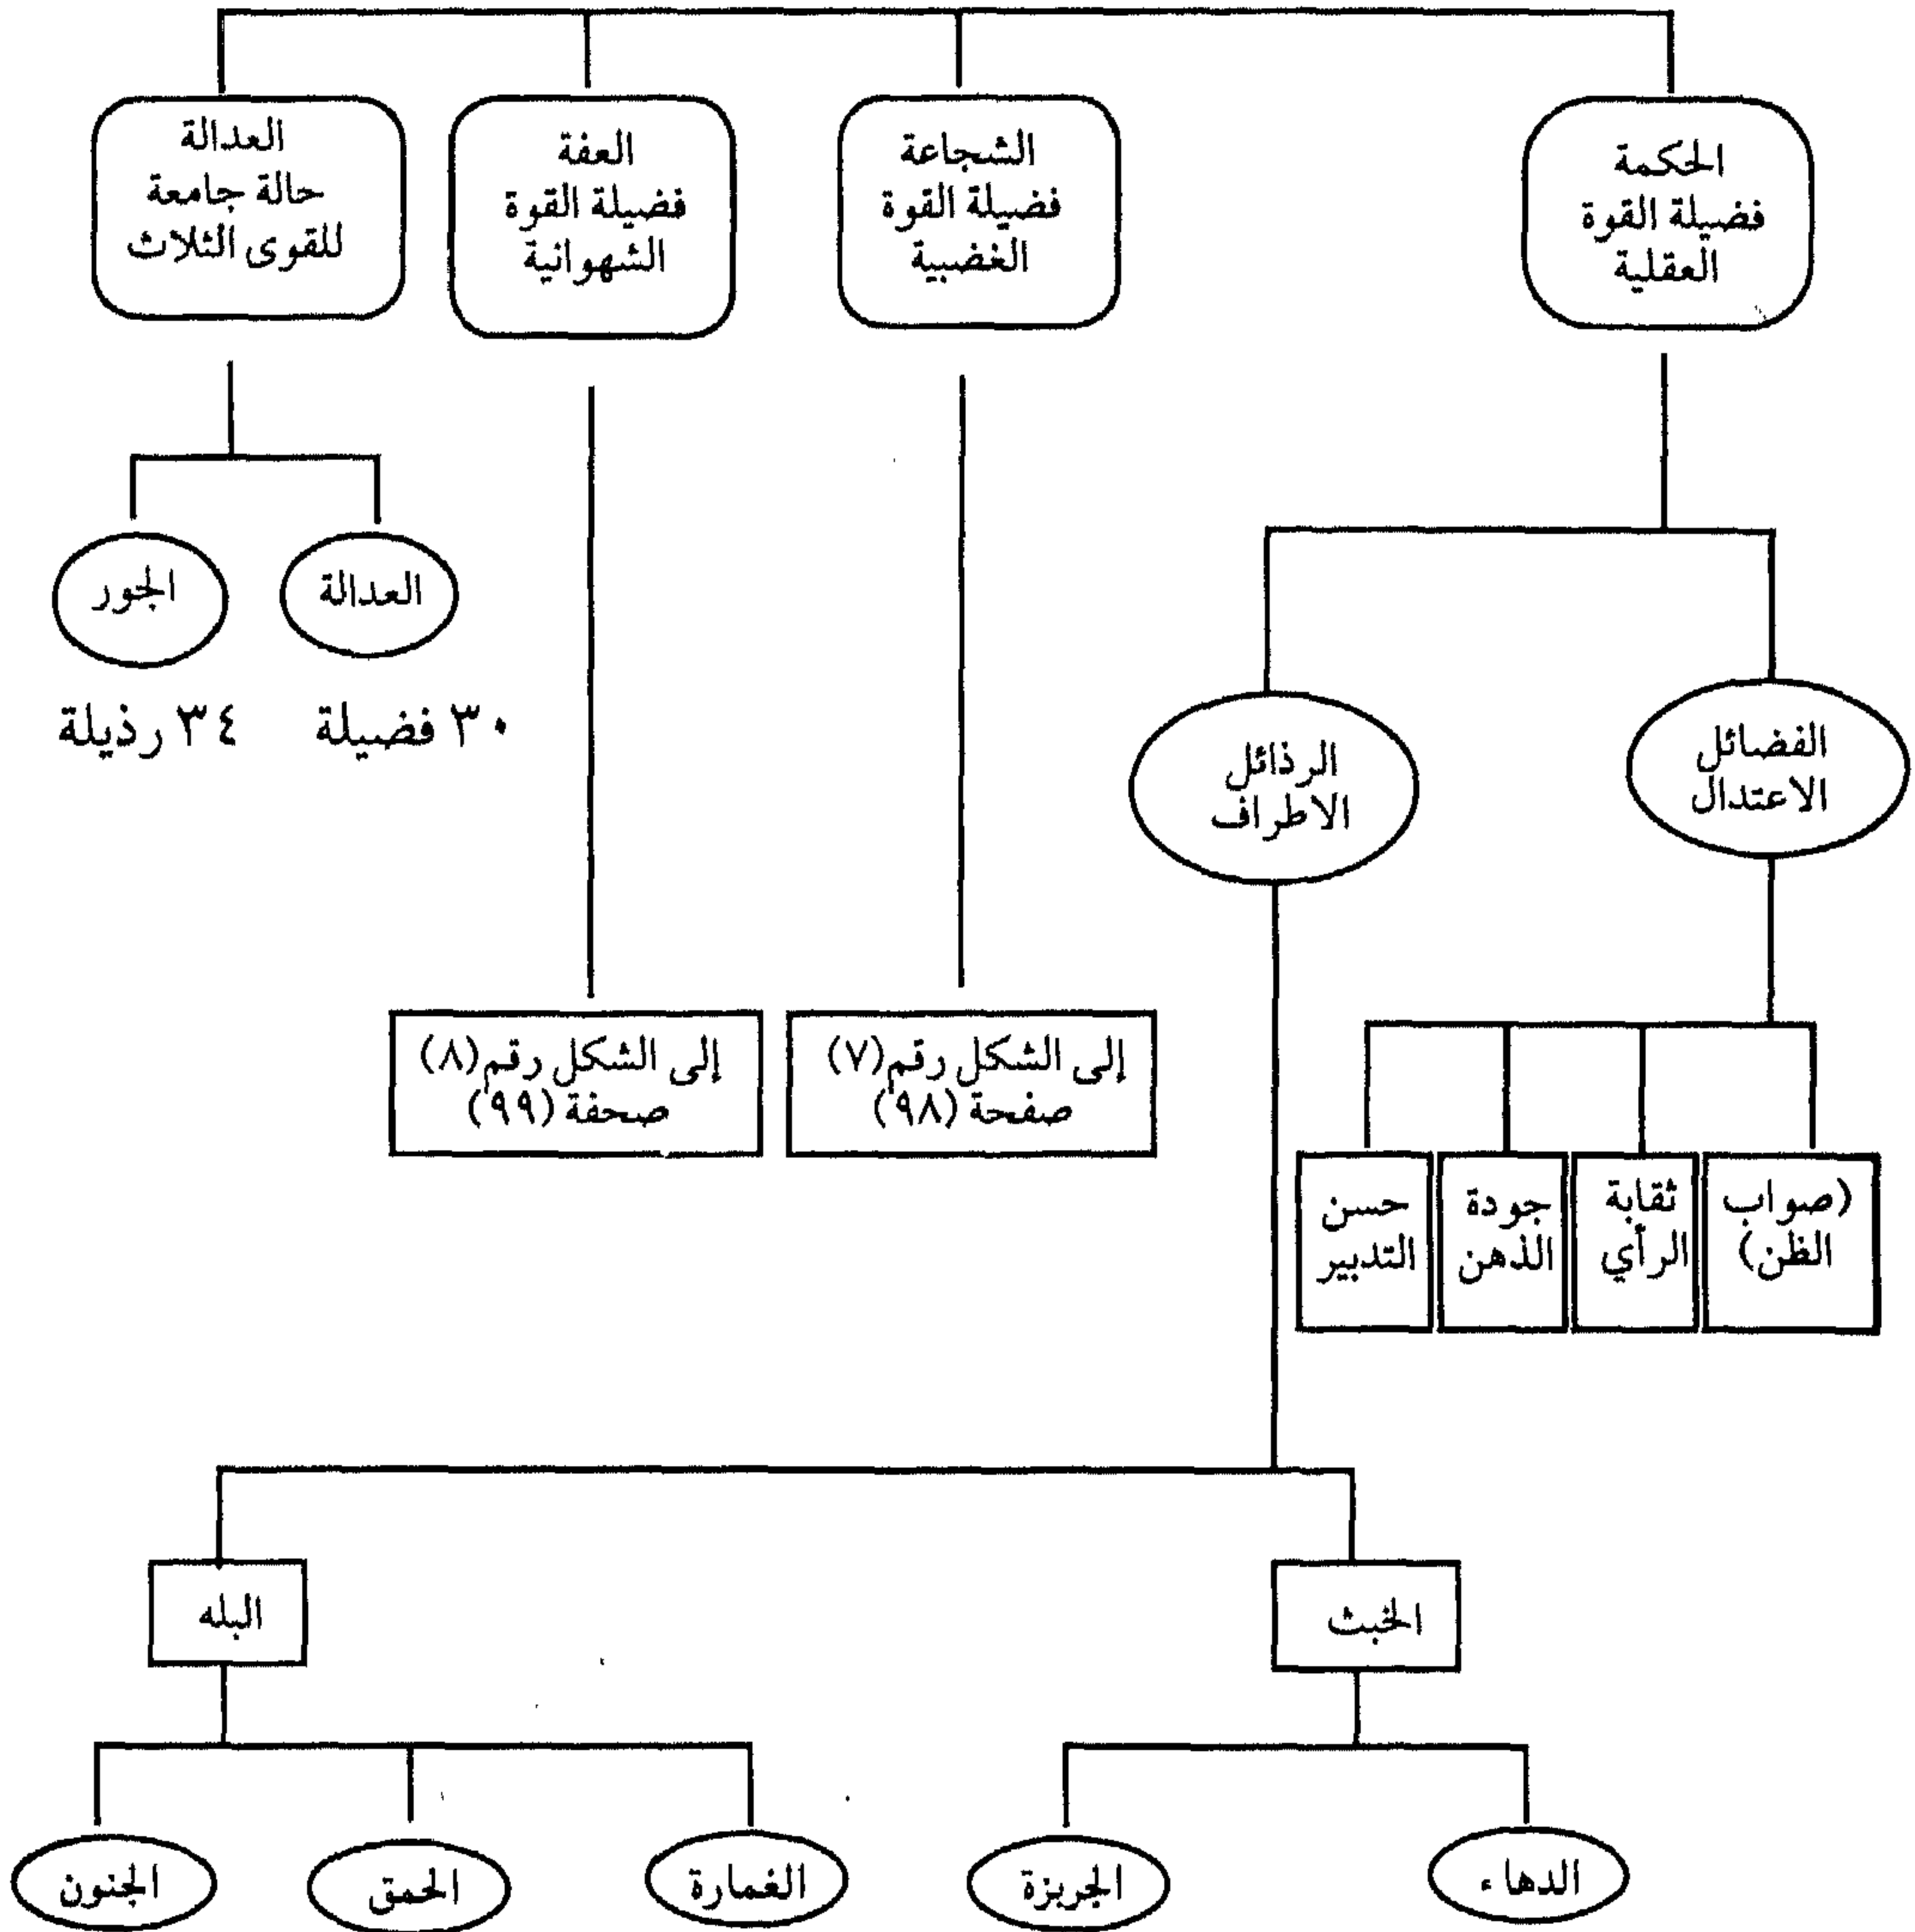 الحكمة
فضيلة القوة
العقلية
الشجاعة
فضيلة القوة
الغضبية
العفة
فضيلة القوة
الشهوانية
العدالة
حالة جامعة
للقوى الثلاث
العدالة
الجور
٣٠ فضيلة
٣٤ رذيلة
الفضائل
الاعتدال
الرذائل
الاطراف
إلى الشكل رقم (٧)
صفحة (٩٨)
إلى الشكل رقم (٨)
صحفة (٩٩)
(صواب
الظن)
ثقابة
الرأي
جودة
الذهن
حسن
التدبير
الخبث
البله
الدهاء
الجريزة
الغمارة
الحمق
الجنون